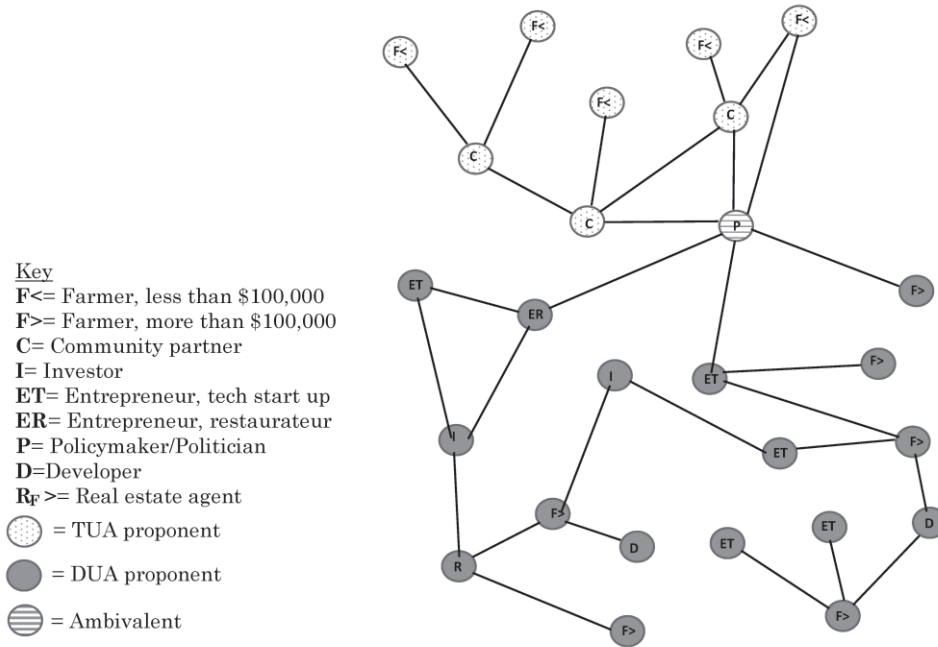 F<
F<
F<
F<
F<
C
C
C
P
Key
F<= Farmer, less than $100,000
F>= Farmer, more than $100,000
C= Community partner
I= Investor
ET= Entrepreneur, tech start up
ER= Entrepreneur, restaurateur
P= Policymaker/Politician
D=Developer
RF >= Real estate agent
= TUA proponent
= DUA proponent
= Ambivalent
ET
ER
F>
I
ET
F>
I
ET
F>
F>
D
ET
ET
D
R
F>
F>